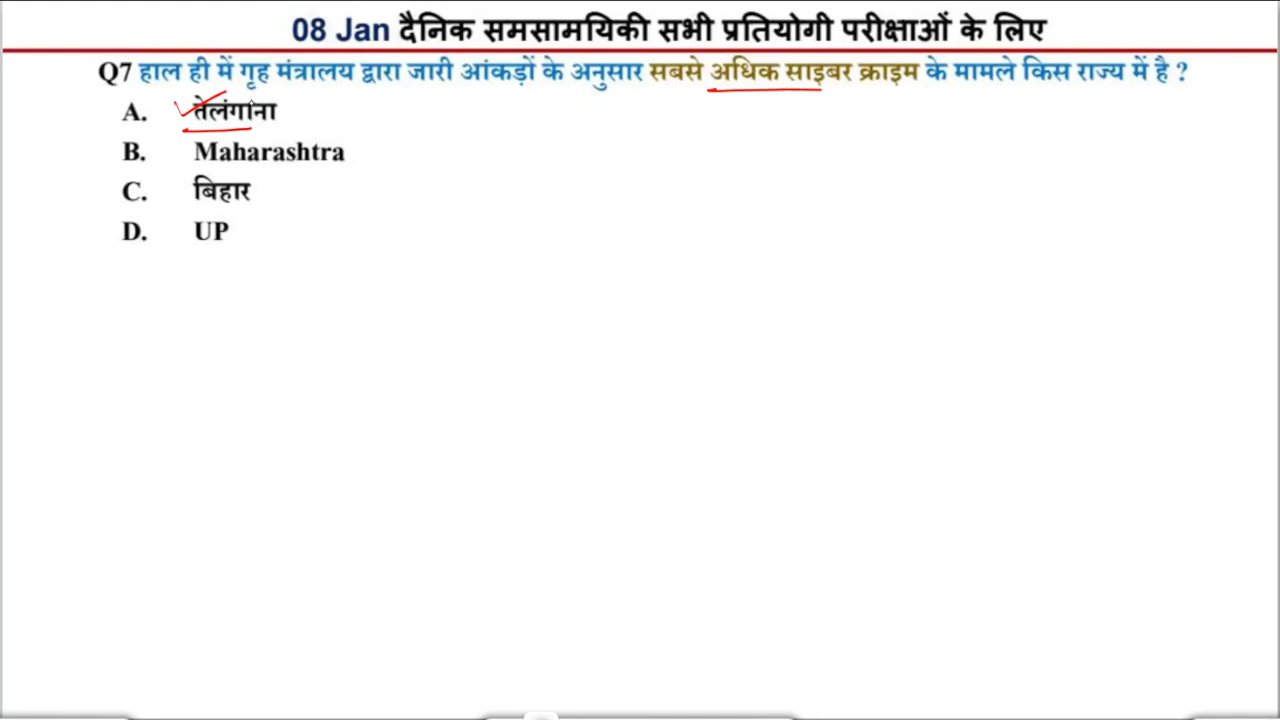 08 Jan दैनिक समसामयिकी सभी प्रतियोगी परीक्षाओं के लिए
Q7 हाल ही में गृह मंत्रालय द्वारा जारी आंकड़ों के अनुसार सबसे अधिक साइबर क्राइम के मामले किस राज्य में है ?
A. तेलंगाना
B. Maharashtra
C. बिहार
D. UP